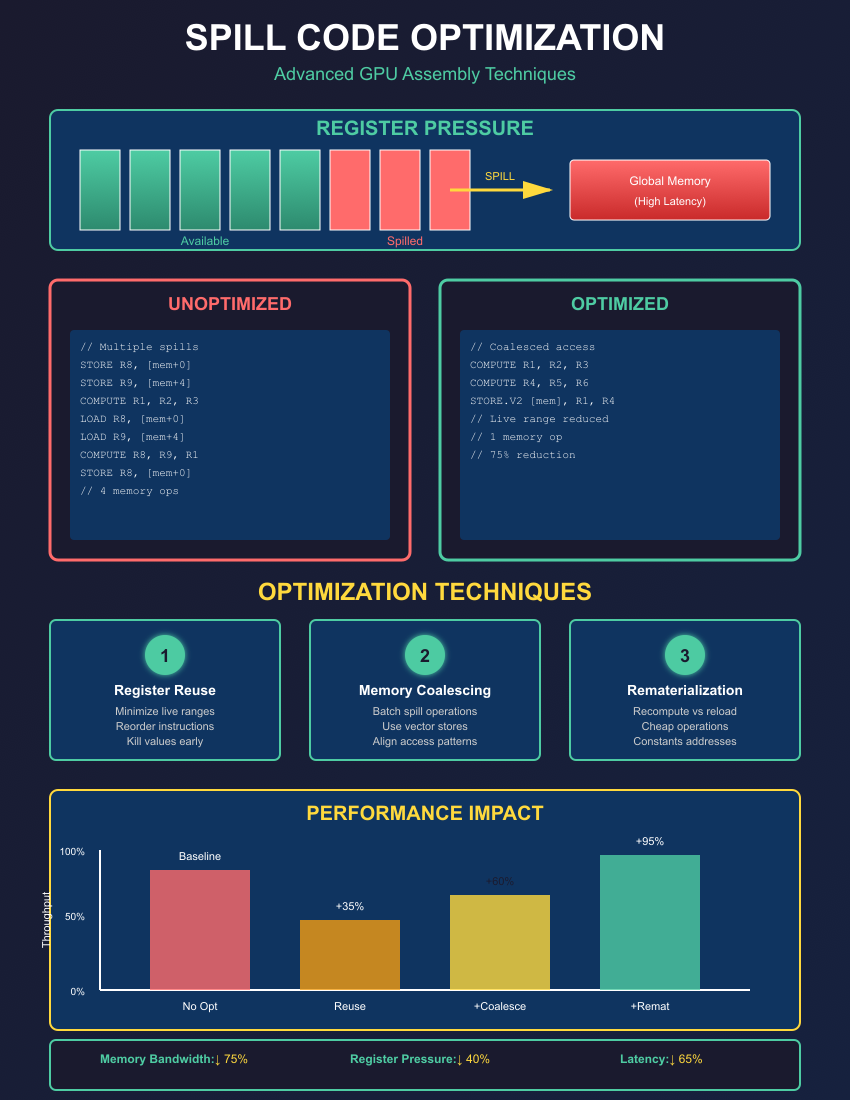 SPILL CODE OPTIMIZATION
Advanced GPU Assembly Techniques
REGISTER PRESSURE
SPILL
Global Memory
(High Latency)
Available
Spilled
UNOPTIMIZED
// Multiple spills
STORE R8, [mem+0]
STORE R9, [mem+4]
COMPUTE R1, R2, R3
LOAD R8, [mem+0]
LOAD R9, [mem+4]
COMPUTE R8, R9, R1
STORE R8, [mem+0]
// 4 memory ops
OPTIMIZED
// Coalesced access
COMPUTE R1, R2, R3
COMPUTE R4, R5, R6
STORE.V2 [mem], R1, R4
// Live range reduced
// 1 memory op
// 75% reduction
OPTIMIZATION TECHNIQUES
1
Register Reuse
Minimize live ranges
Reorder instructions
Kill values early
2
Memory Coalescing
Batch spill operations
Use vector stores
Align access patterns
3
Rematerialization
Recompute vs reload
Cheap operations
Constants addresses
PERFORMANCE IMPACT
Throughput
100%
50%
0%
Baseline
+35%
+60%
+95%
No Opt
Reuse
+Coalesce
+Remat
Memory Bandwidth:↓ 75%
Register Pressure:↓ 40%
Latency:↓ 65%